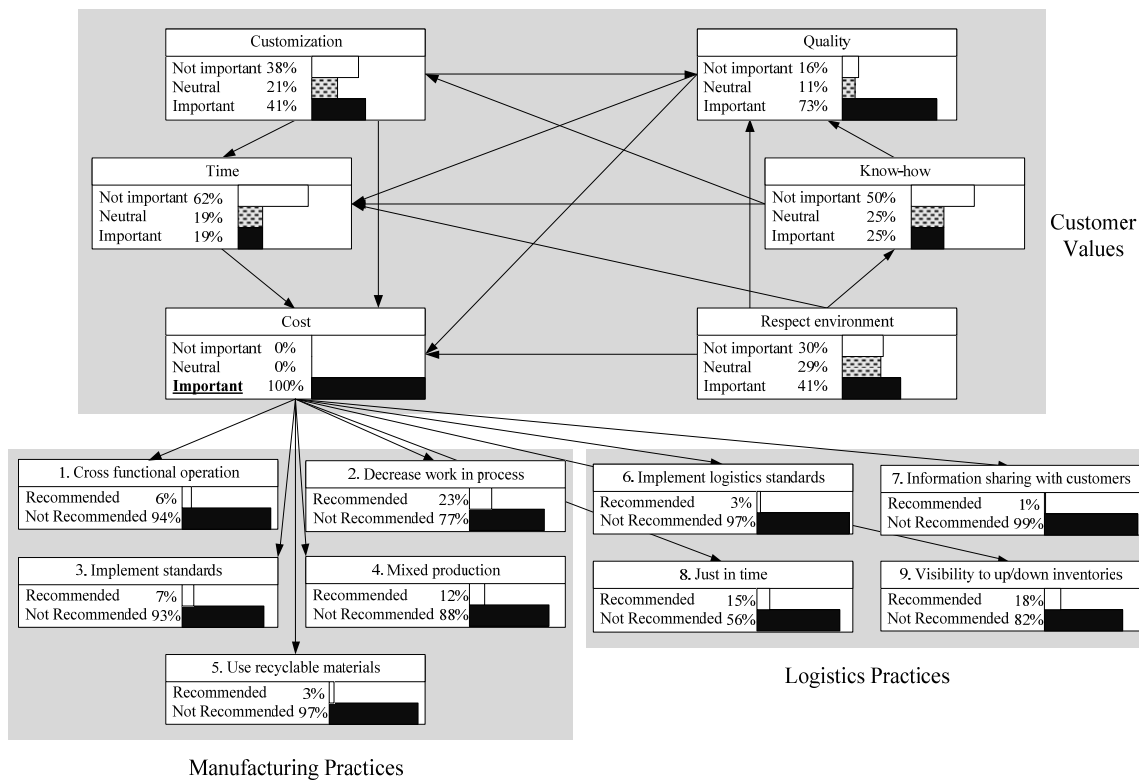 Customization
Not important 38%
Neutral 21%
Important 41%
Quality
Not important 16%
Neutral 11%
Important 73%
Time
Not important 62%
Neutral 19%
Important 19%
Know-how
Not important 50%
Neutral 25%
Important 25%
Customer
Values
Cost
Not important 0%
Neutral 0%
Important 100%
Respect environment
Not important 30%
Neutral 29%
Important 41%
1. Cross functional operation
Recommended 6%
Not Recommended 94%
2. Decrease work in process
Recommended 23%
Not Recommended 77%
3. Implement standards
Recommended 7%
Not Recommended 93%
4. Mixed production
Recommended 12%
Not Recommended 88%
5. Use recyclable materials
Recommended 3%
Not Recommended 97%
Manufacturing Practices
6. Implement logistics standards
Recommended 3%
Not Recommended 97%
7. Information sharing with customers
Recommended 1%
Not Recommended 99%
8. Just in time
Recommended 15%
Not Recommended 56%
9. Visibility to up/down inventories
Recommended 18%
Not Recommended 82%
Logistics Practices